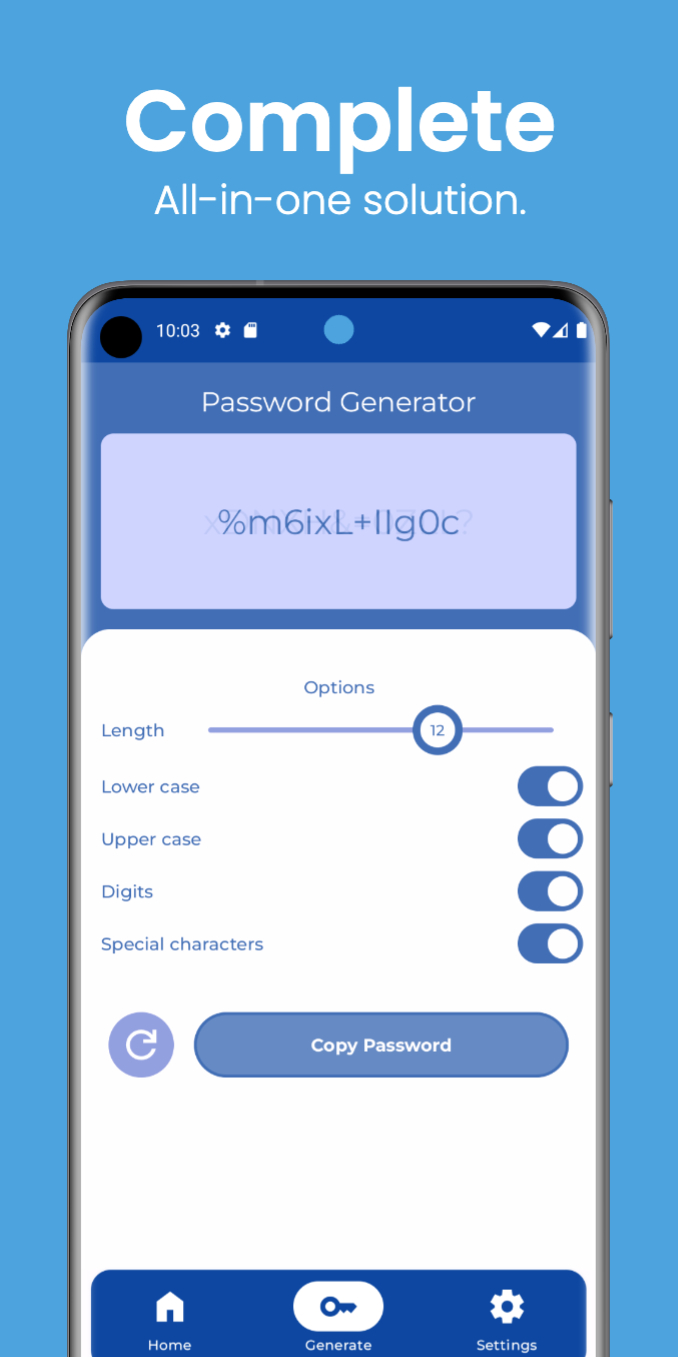 Complete
All-in-one solution.
10:03
Password Generator
%m6ixL+IIg0c
Options
Length 12
Lower case
Upper case
Digits
Special characters
Copy Password
Home Generate Settings